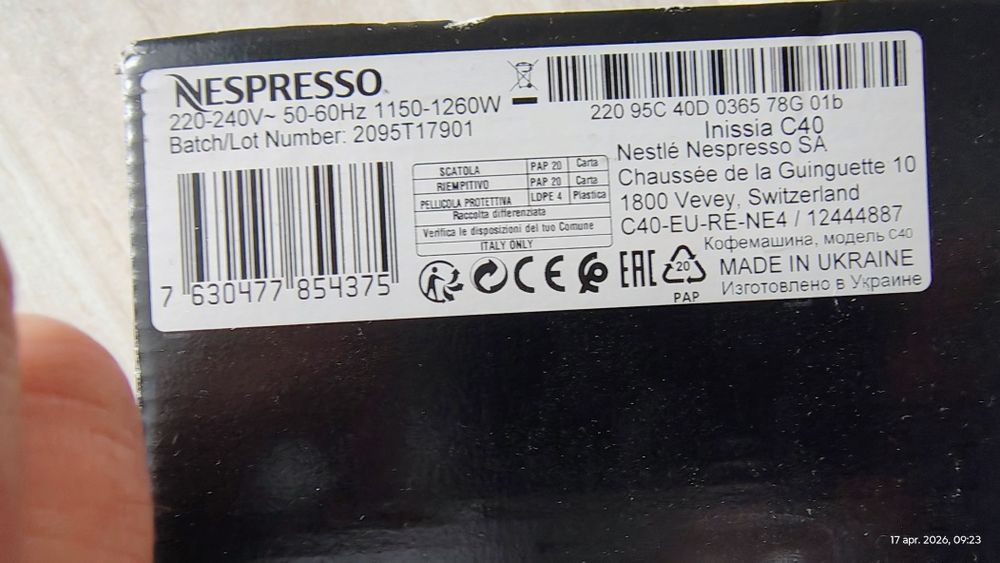 NESPRESSO
220-240V~ 50-60Hz 1150-1260W
Batch/Lot Number: 2095T17901
7 630477 854375
SCATOLA PAP 20 Carta
RIEMPITIVO PAP 20 Carta
PELLICOLA PROTETTIVA LDPE 4 Plastica
Raccolta differenziata
Verifica le disposizioni del tuo Comune
ITALY ONLY
CE
EAC
20
PAP
220 95C 40D 0365 78G 01b
Inissia C40
Nestlé Nespresso SA
Chaussée de la Guinguette 10
1800 Vevey, Switzerland
C40-EU-RE-NE4 / 12444887
Кофемашина, модель C40
MADE IN UKRAINE
Изготовлено в Украине
17 apr. 2026, 09:23